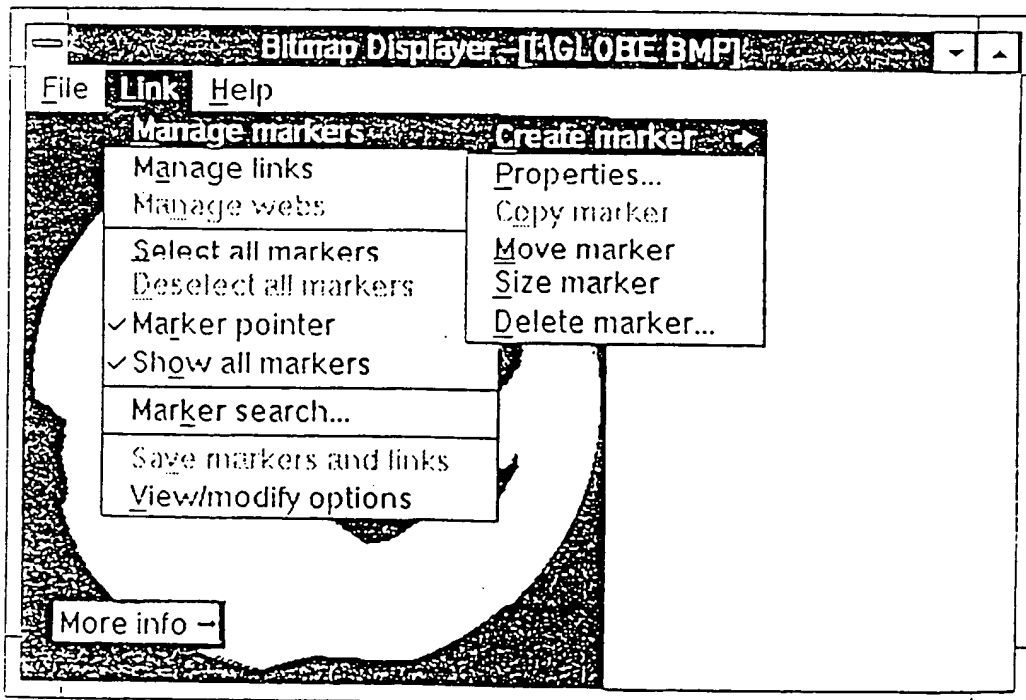 Bitmap Displayer - [I:\GLOBE.BMP]
File Link Help
Manage markers
Manage links
Manage webs
Select all markers
Deselect all markers
✓ Marker pointer
✓ Show all markers
Marker search...
Save markers and links
View/modify options
Create marker →
Properties...
Copy marker
Move marker
Size marker
Delete marker...
More info →